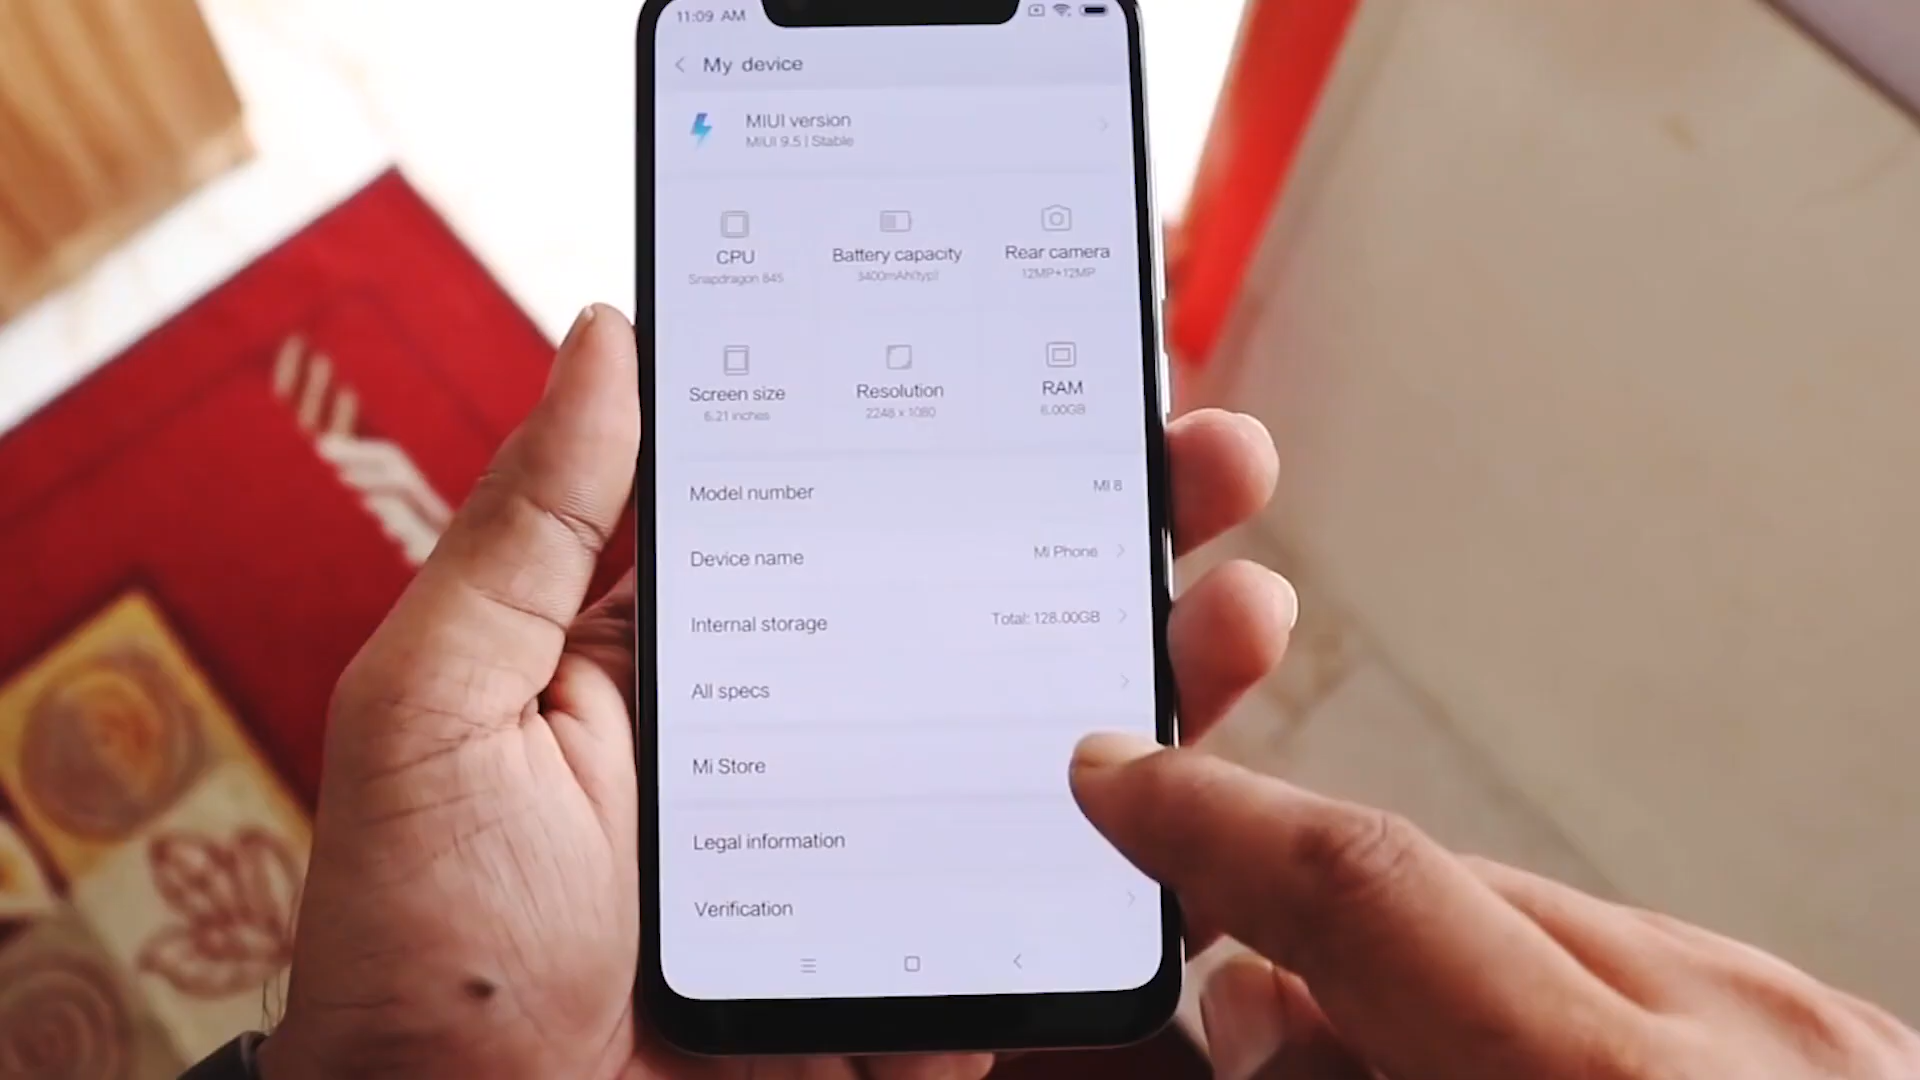 11:09 AM
My device
MIUI version
MIUI 9.5 | Stable
CPU
Snapdragon 845
Battery capacity
3400mAh(typ)
Rear camera
12MP+12MP
Screen size
6.21 inches
Resolution
2248 x 1080
RAM
6.00GB
Model number
MI 8
Device name
Mi Phone
Internal storage
Total: 128.00GB
All specs
Mi Store
Legal information
Verification